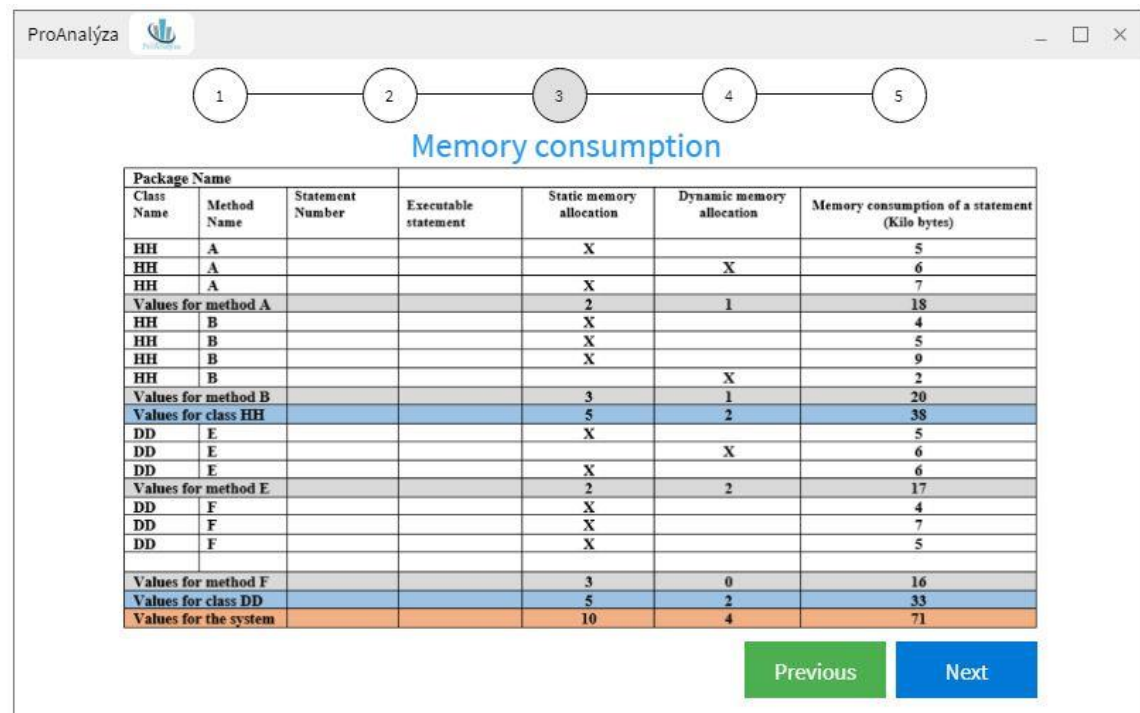 ProAnalýza
1 2 3 4 5
Memory consumption
Package Name
Class Name Method Name Statement Number Executable statement Static memory allocation Dynamic memory allocation Memory consumption of a statement (Kilo bytes)
HH A X 5
HH A X 6
HH A X 7
Values for method A 2 1 18
HH B X 4
HH B X 5
HH B X 9
HH B X 2
Values for method B 3 1 20
Values for class HH 5 2 38
DD E X 5
DD E X 6
DD E X 6
Values for method E 2 2 17
DD F X 4
DD F X 7
DD F X 5
Values for method F 3 0 16
Values for class DD 5 2 33
Values for the system 10 4 71
Previous Next